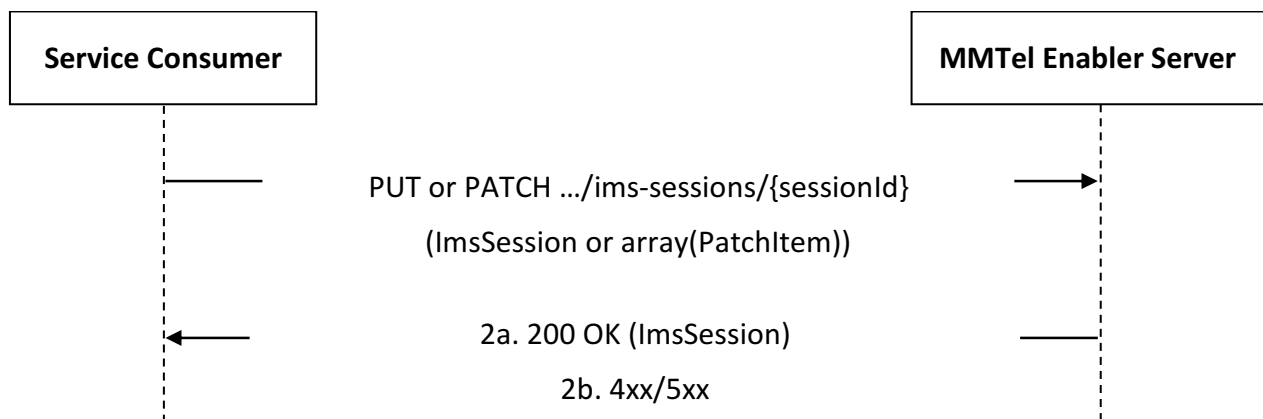 Service Consumer
MMTel Enabler Server
PUT or PATCH .../ims-sessions/{sessionId}
(ImsSession or array(PatchItem))
2a. 200 OK (ImsSession)
2b. 4xx/5xx